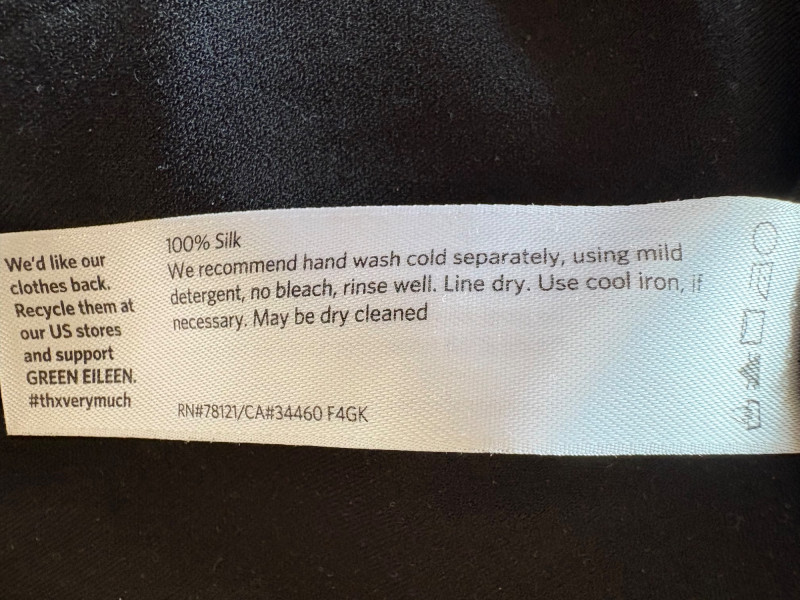 We'd like our
clothes back.
Recycle them at
our US stores
and support
GREEN EILEEN.
#thxverymuch
100% Silk
We recommend hand wash cold separately, using mild
detergent, no bleach, rinse well. Line dry. Use cool iron, if
necessary. May be dry cleaned
RN#78121/CA#34460 F4GK